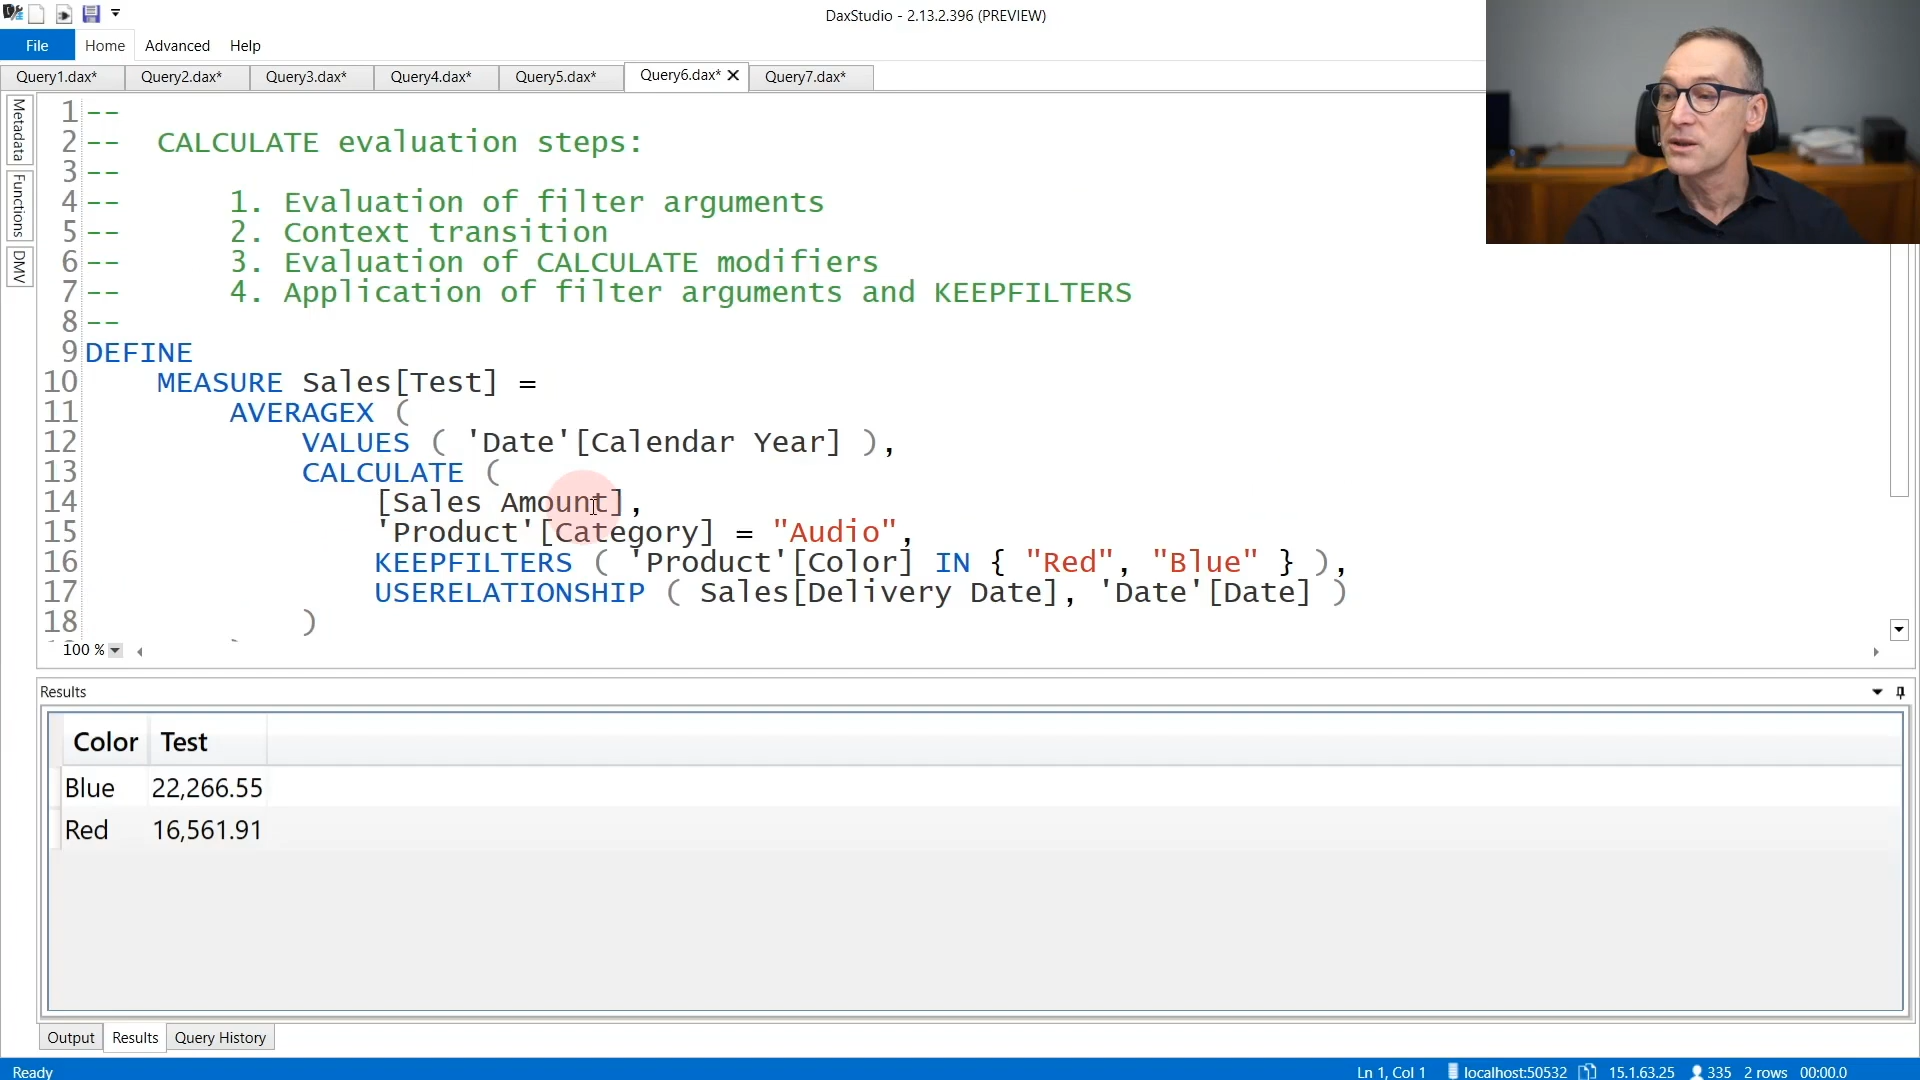 DaxStudio - 2.13.2.396 (PREVIEW)
File Home Advanced Help
Query1.dax* Query2.dax* Query3.dax* Query4.dax* Query5.dax* Query6.dax* Query7.dax*
Metadata
Functions
DMV
1 --
2 -- CALCULATE evaluation steps:
3 --
4 -- 1. Evaluation of filter arguments
5 -- 2. Context transition
6 -- 3. Evaluation of CALCULATE modifiers
7 -- 4. Application of filter arguments and KEEPFILTERS
8 --
9 DEFINE
10 MEASURE Sales[Test] =
11 AVERAGEX (
12 VALUES ( 'Date'[Calendar Year] ),
13 CALCULATE (
14 [Sales Amount],
15 'Product'[Category] = "Audio",
16 KEEPFILTERS ( 'Product'[Color] IN { "Red", "Blue" } ),
17 USERELATIONSHIP ( Sales[Delivery Date], 'Date'[Date] )
18 )
100 %
Results
Color Test
Blue 22,266.55
Red 16,561.91
Output Results Query History
Ready Ln 1, Col 1 localhost:50532 15.1.63.25 335 2 rows 00:00.0